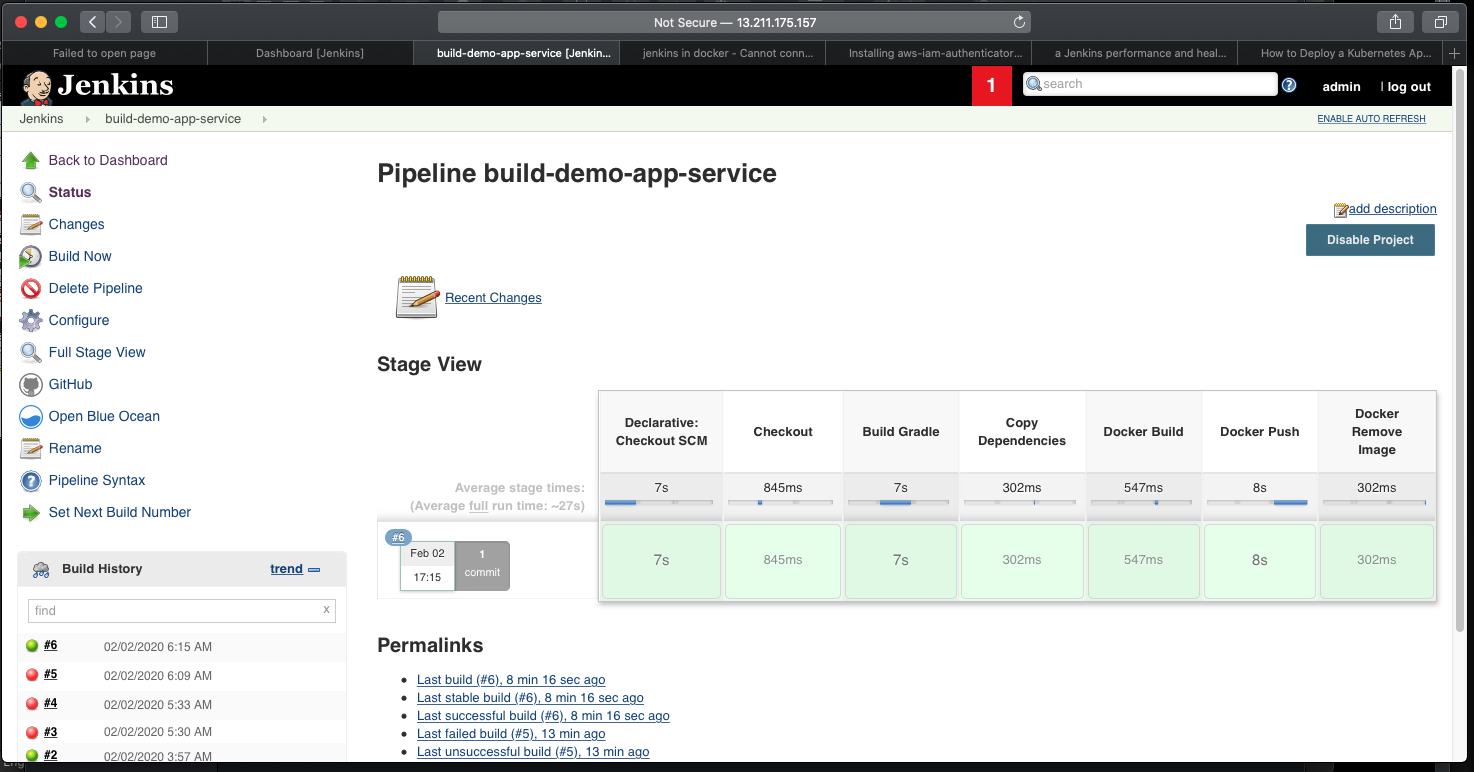 Not Secure — 13.211.175.157
Failed to open page
Dashboard [Jenkins]
build-demo-app-service [Jenkin...
jenkins in docker - Cannot conn...
Installing aws-iam-authenticator...
a Jenkins performance and heal...
How to Deploy a Kubernetes Ap...
Jenkins
1
search
admin
| log out
Jenkins
build-demo-app-service
ENABLE AUTO REFRESH
Back to Dashboard
Status
Changes
Build Now
Delete Pipeline
Configure
Full Stage View
GitHub
Open Blue Ocean
Rename
Pipeline Syntax
Set Next Build Number
Build History
trend
find
x
#6 02/02/2020 6:15 AM
#5 02/02/2020 6:09 AM
#4 02/02/2020 5:33 AM
#3 02/02/2020 5:30 AM
#2 02/02/2020 3:57 AM
Pipeline build-demo-app-service
add description
Disable Project
Recent Changes
Stage View
Declarative:
Checkout SCM
Checkout
Build Gradle
Copy
Dependencies
Docker Build
Docker Push
Docker
Remove
Image
Average stage times:
(Average full run time: ~27s)
7s
845ms
7s
302ms
547ms
8s
302ms
#6
Feb 02
17:15
1
commit
7s
845ms
7s
302ms
547ms
8s
302ms
Permalinks
Last build (#6), 8 min 16 sec ago
Last stable build (#6), 8 min 16 sec ago
Last successful build (#6), 8 min 16 sec ago
Last failed build (#5), 13 min ago
Last unsuccessful build (#5), 13 min ago